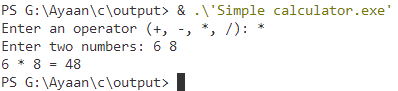 PS G:\Ayaan\c\output> & .\'Simple calculator.exe'
Enter an operator (+, -, *, /): *
Enter two numbers: 6 8
6 * 8 = 48
PS G:\Ayaan\c\output>